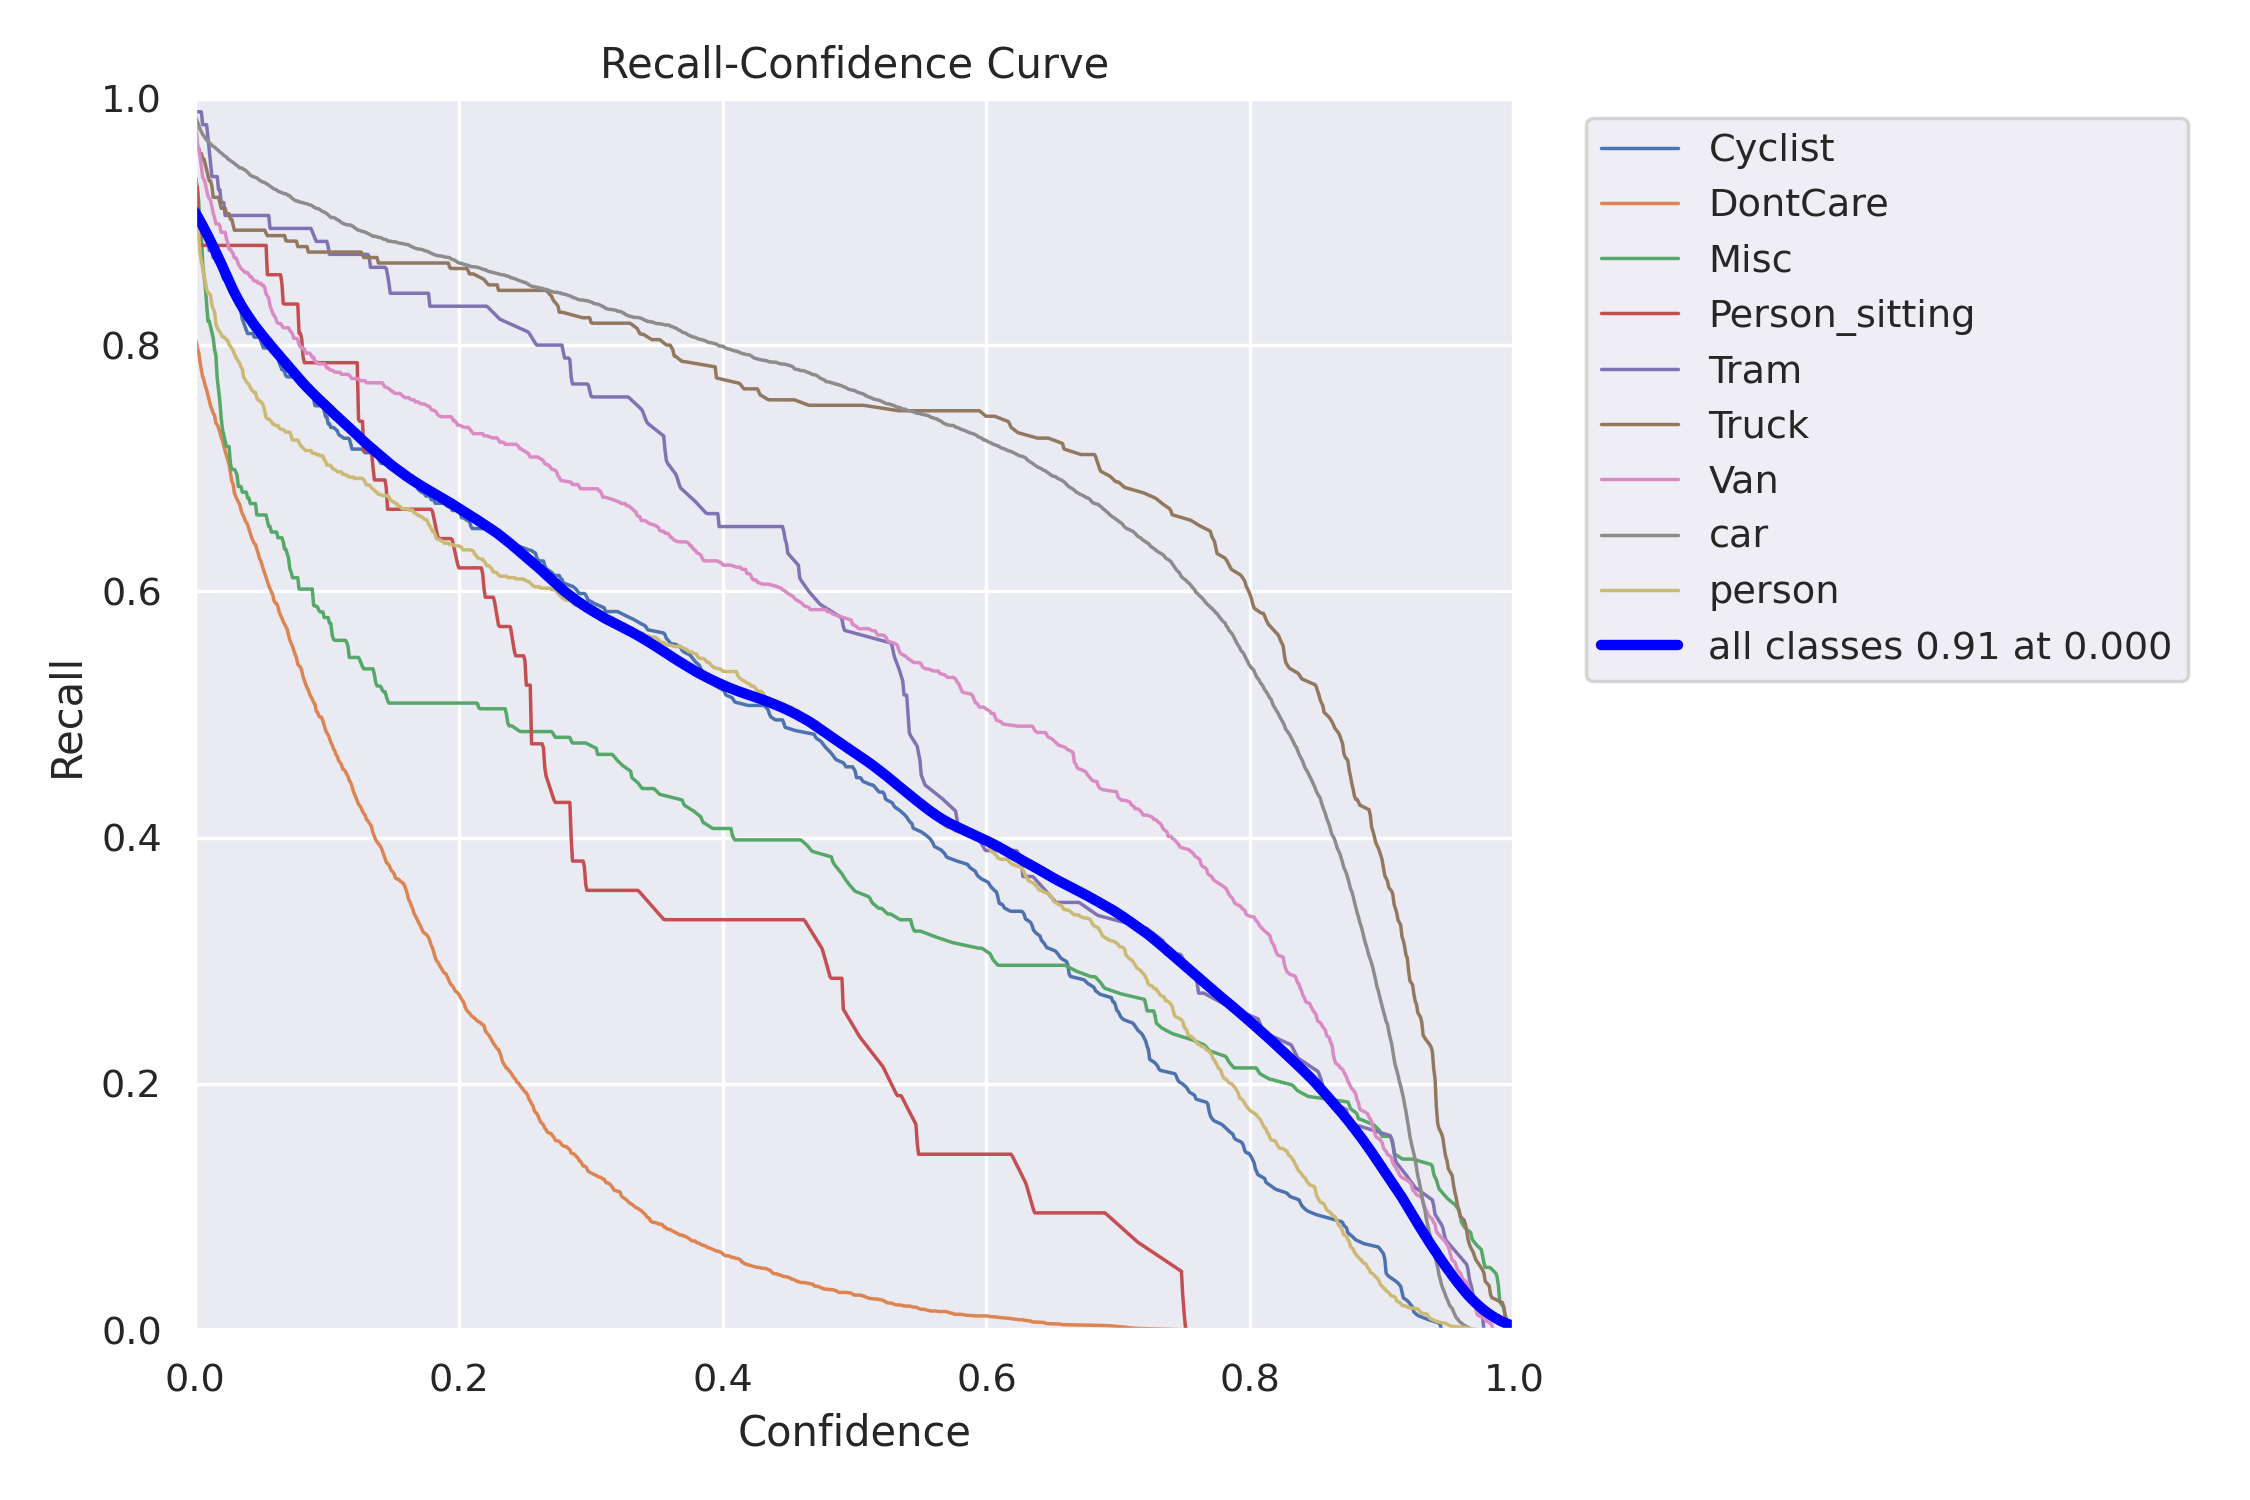 Recall-Confidence Curve
1.0
0.8
0.6
0.4
0.2
0.0
Recall
0.0 0.2 0.4 0.6 0.8 1.0
Confidence
Cyclist
DontCare
Misc
Person_sitting
Tram
Truck
Van
car
person
all classes 0.91 at 0.000